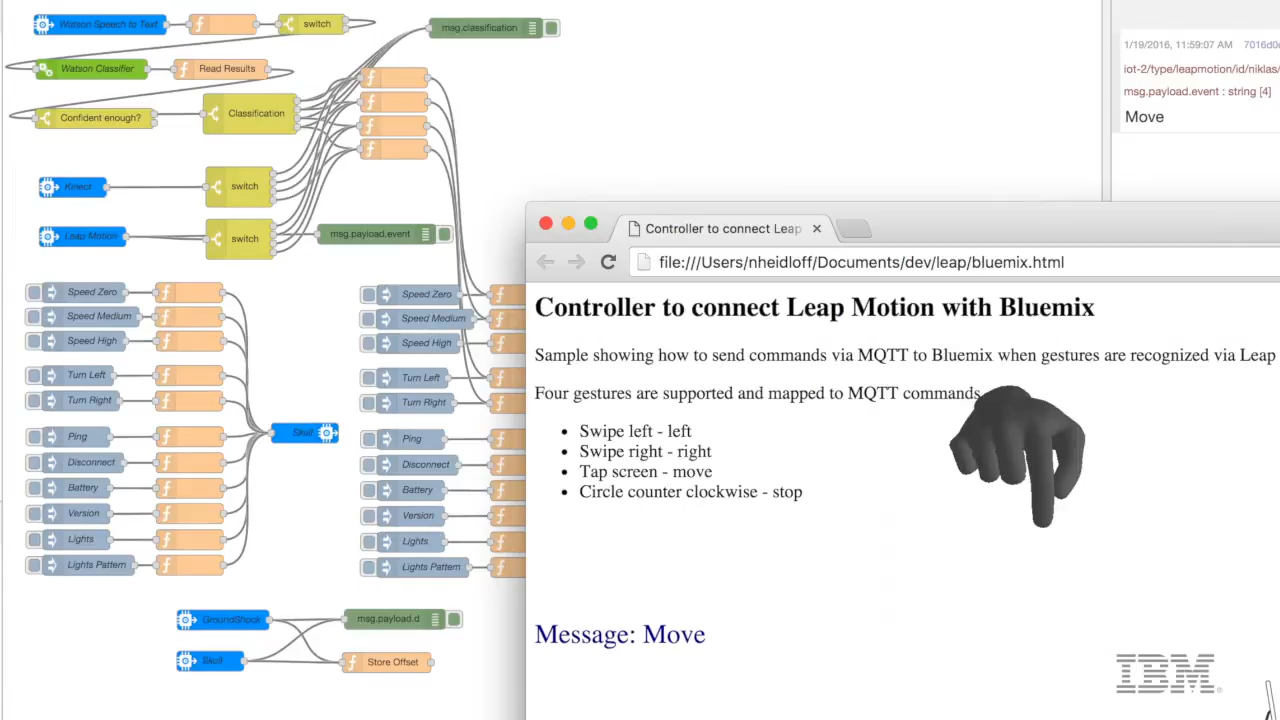 Watson Speech to Text
f
switch
msg.classification
Watson Classifier
f
Read Results
Confident enough?
Classification
f
f
f
f
Kinect
switch
Leap Motion
switch
msg.payload.event
Speed Zero
f
Speed Medium
f
Speed High
f
Turn Left
f
Turn Right
f
Ping
f
Disconnect
f
Battery
f
Version
f
Lights
f
Lights Pattern
f
Skull
Speed Zero
f
Speed Medium
f
Speed High
f
Turn Left
f
Turn Right
f
Ping
f
Disconnect
f
Battery
f
Version
f
Lights
f
Lights Pattern
f
GroundShock
msg.payload.d
Skull
f
Store Offset
1/19/2016, 11:59:07 AM 7016d0
iot-2/type/leapmotion/id/niklas/
msg.payload.event : string [4]
Move
Controller to connect Leap
file:///Users/nheidloff/Documents/dev/leap/bluemix.html
Controller to connect Leap Motion with Bluemix
Sample showing how to send commands via MQTT to Bluemix when gestures are recognized via Leap
Four gestures are supported and mapped to MQTT commands
• Swipe left - left
• Swipe right - right
• Tap screen - move
• Circle counter clockwise - stop
Message: Move
IBM